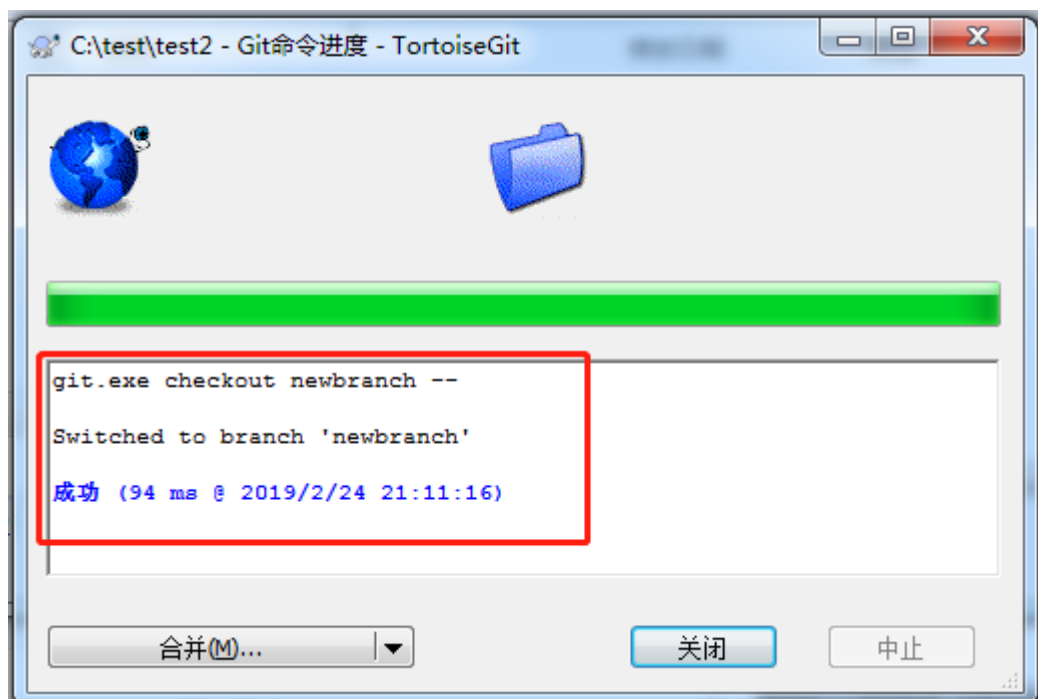 C:\test\test2 - Git命令进度 - TortoiseGit
git.exe checkout newbranch --
Switched to branch 'newbranch'
成功 (94 ms @ 2019/2/24 21:11:16)
合并(M)...
关闭
中止